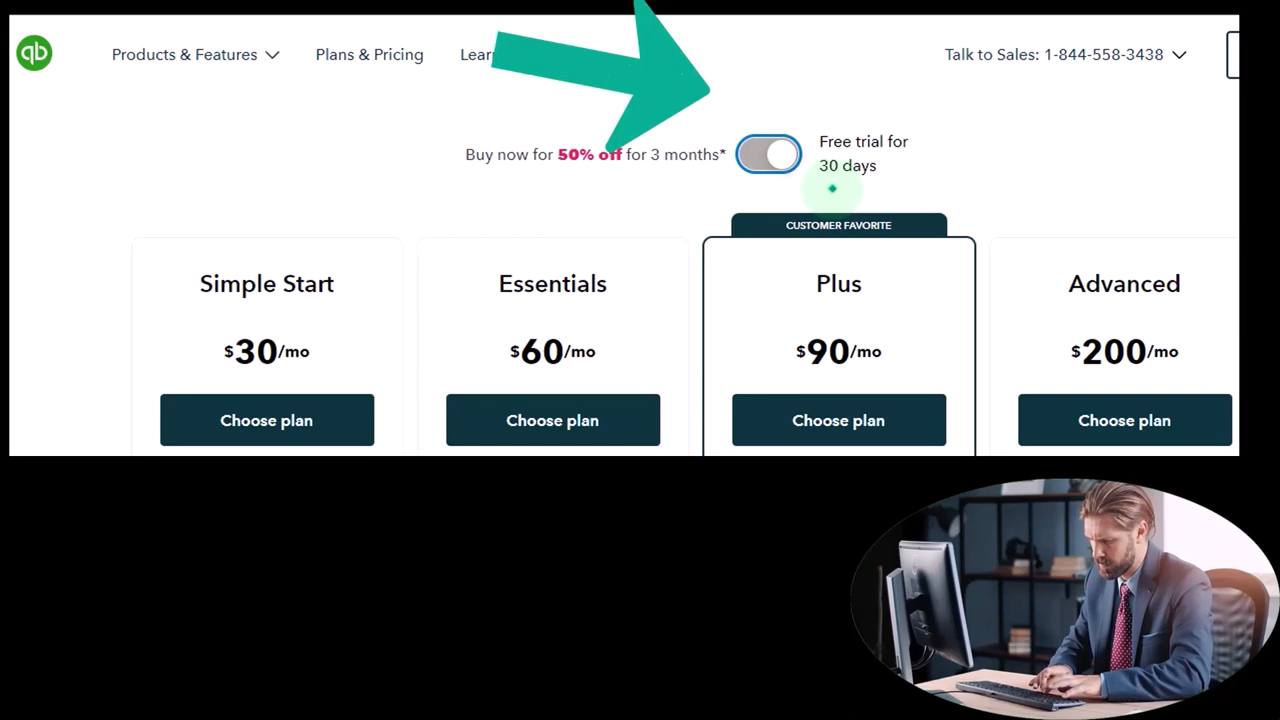 qb
Products & Features
Plans & Pricing
Talk to Sales: 1-844-558-3438
Buy now for 50% off for 3 months*
Free trial for
30 days
CUSTOMER FAVORITE
Simple Start
Essentials
Plus
Advanced
$30/mo
$60/mo
$90/mo
$200/mo
Choose plan
Choose plan
Choose plan
Choose plan